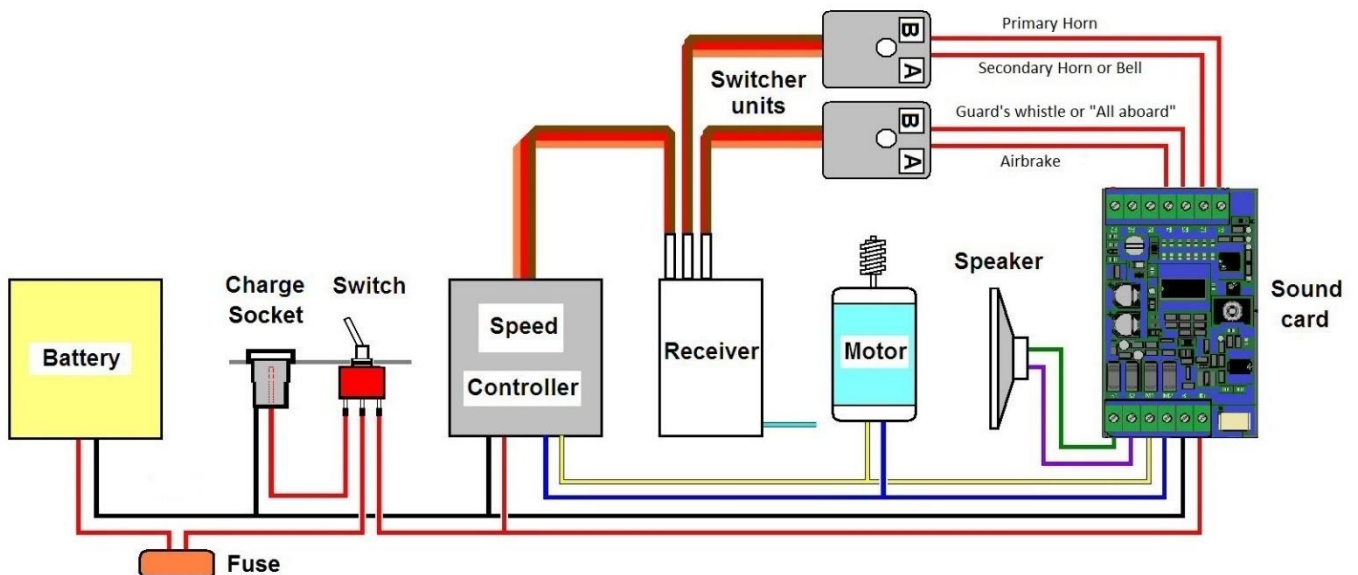 Primary Horn
B
A
Secondary Horn or Bell
Switcher
units
Guard's whistle or "All aboard"
B
A
Airbrake
Charge
Socket
Switch
Speaker
Battery
Speed
Controller
Receiver
Motor
Sound
card
Fuse